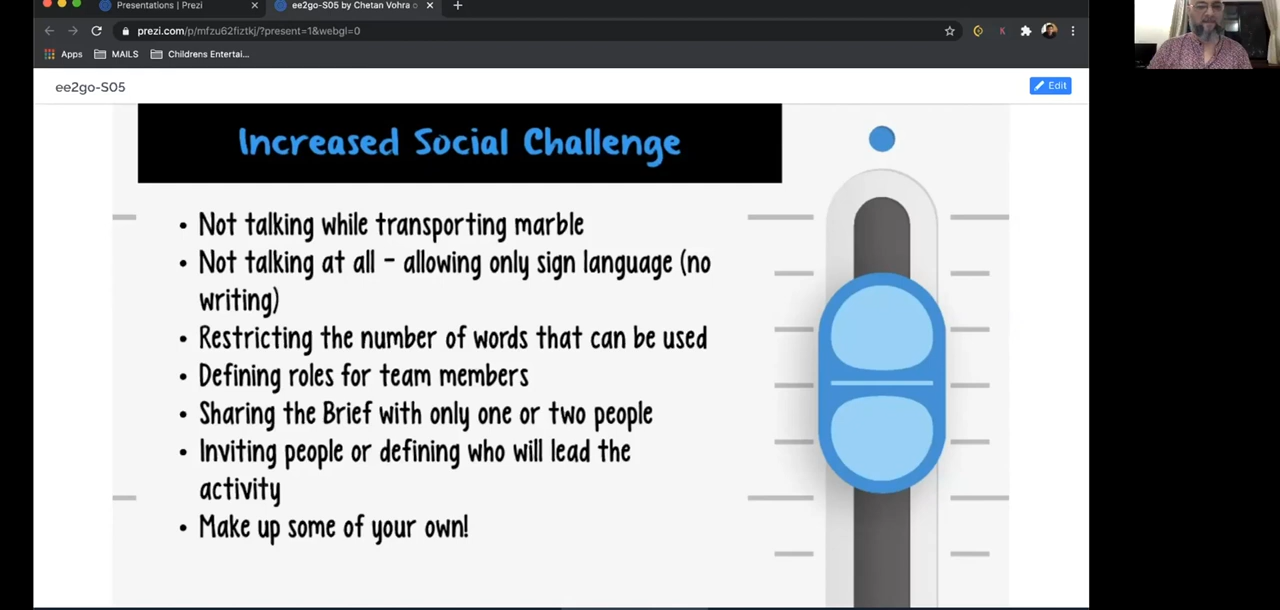 Presentations | Prezi
ee2go-S05 by Chetan Vohra
prezi.com/p/mfzu62fiztkj/?present=1&webgl=0
K
Apps
MAILS
Childrens Entertai...
ee2go-S05
Edit
Increased Social Challenge
• Not talking while transporting marble
• Not talking at all - allowing only sign language (no
writing)
• Restricting the number of words that can be used
• Defining roles for team members
• Sharing the Brief with only one or two people
• Inviting people or defining who will lead the
activity
• Make up some of your own!